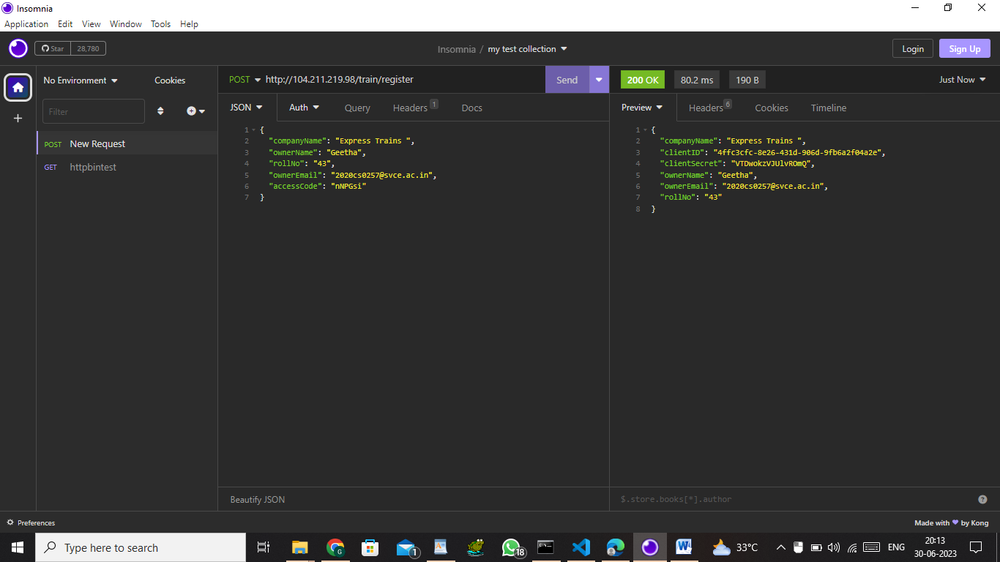 Insomnia
Application Edit View Window Tools Help
Star 28,780
Insomnia / my test collection
Login Sign Up
No Environment Cookies
POST http://104.211.219.98/train/register Send
200 OK 80.2 ms 190 B Just Now
Filter
JSON Auth Query Headers 1 Docs
Preview Headers 6 Cookies Timeline
POST New Request
GET httpbintest
1 {
2 "companyName": "Express Trains ",
3 "ownerName": "Geetha",
4 "rollNo": "43",
5 "ownerEmail": "2020cs0257@svce.ac.in",
6 "accessCode": "nNPGsi"
7 }
1 {
2 "companyName": "Express Trains ",
3 "clientID": "4ffc3cfc-8e26-431d-906d-9fb6a2f04a2e",
4 "clientSecret": "VTDwokzVJUlvROmQ",
5 "ownerName": "Geetha",
6 "ownerEmail": "2020cs0257@svce.ac.in",
7 "rollNo": "43"
8 }
Beautify JSON
$.store.books[*].author
Preferences
Made with ❤ by Kong
Type here to search
1
18
33°C
ENG
20:13
30-06-2023